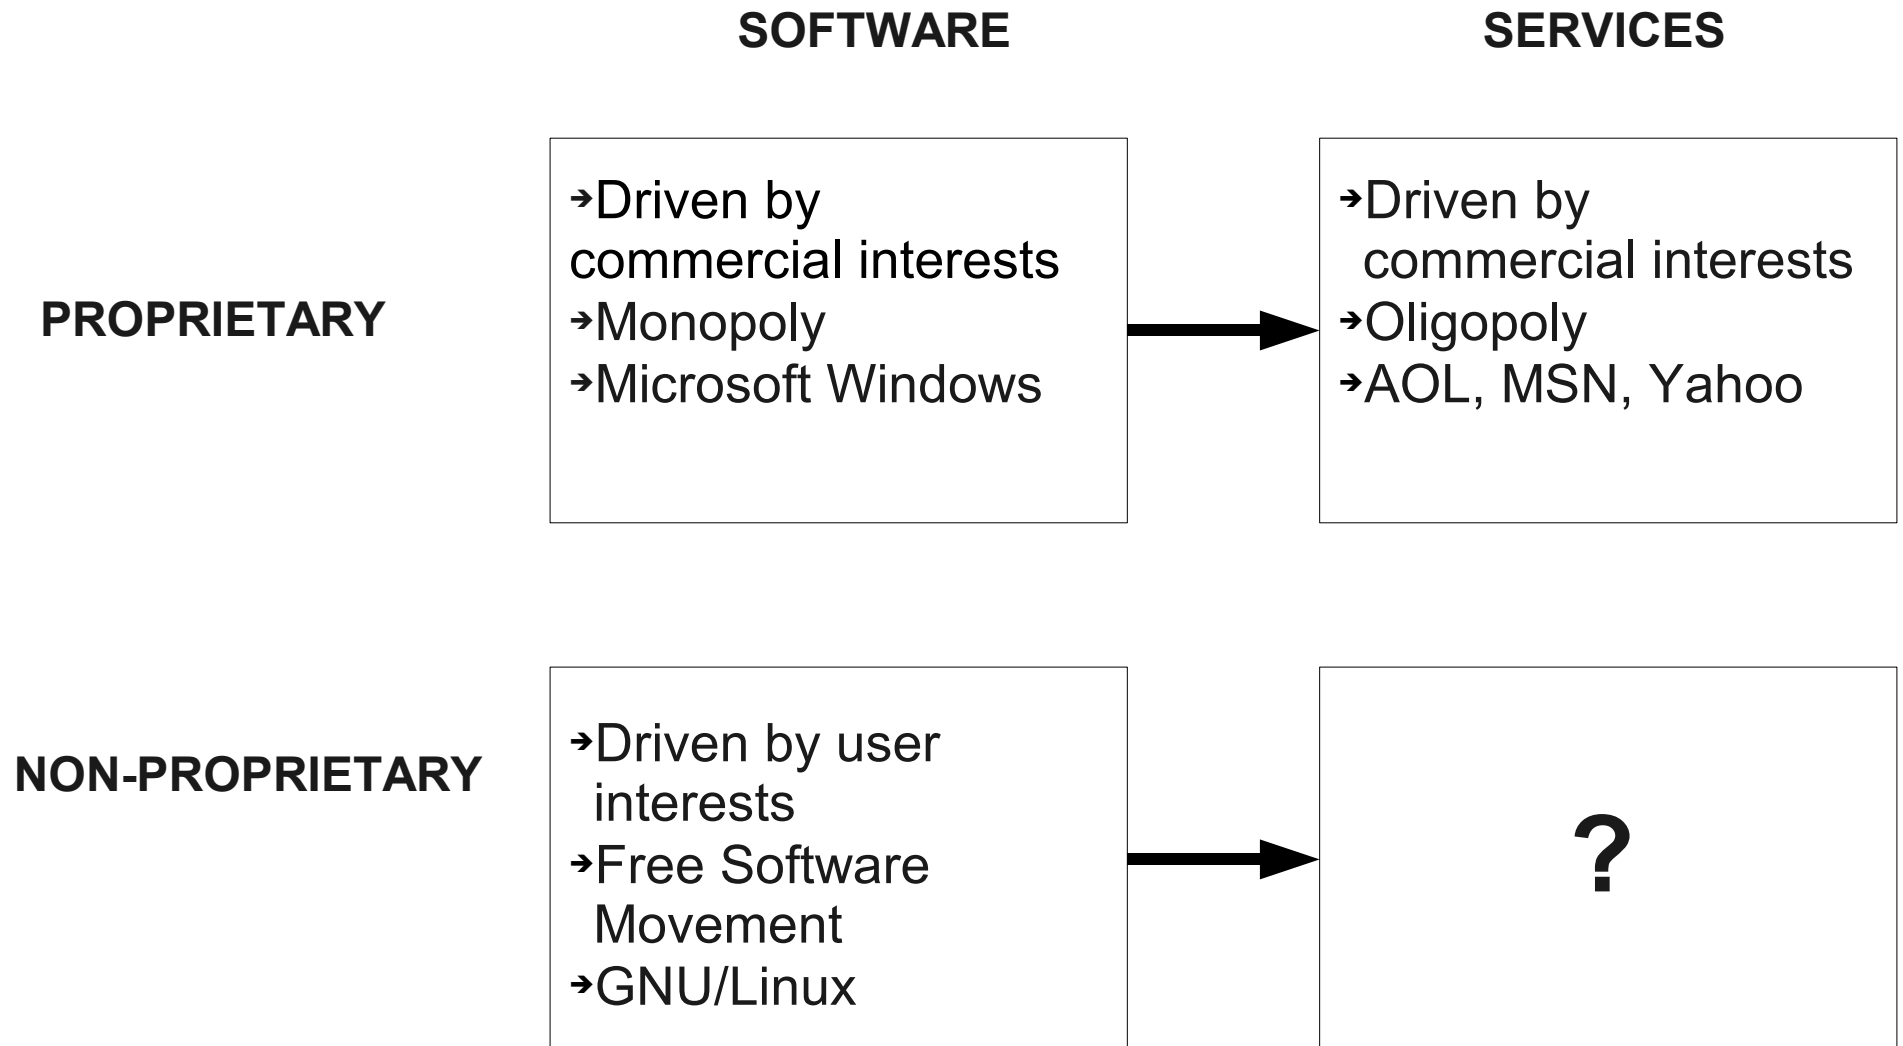 SOFTWARE
SERVICES
PROPRIETARY
➔Driven by
commercial interests
➔Monopoly
➔Microsoft Windows
➔Driven by
commercial interests
➔Oligopoly
➔AOL, MSN, Yahoo
NON-PROPRIETARY
➔Driven by user
interests
➔Free Software
Movement
➔GNU/Linux
?